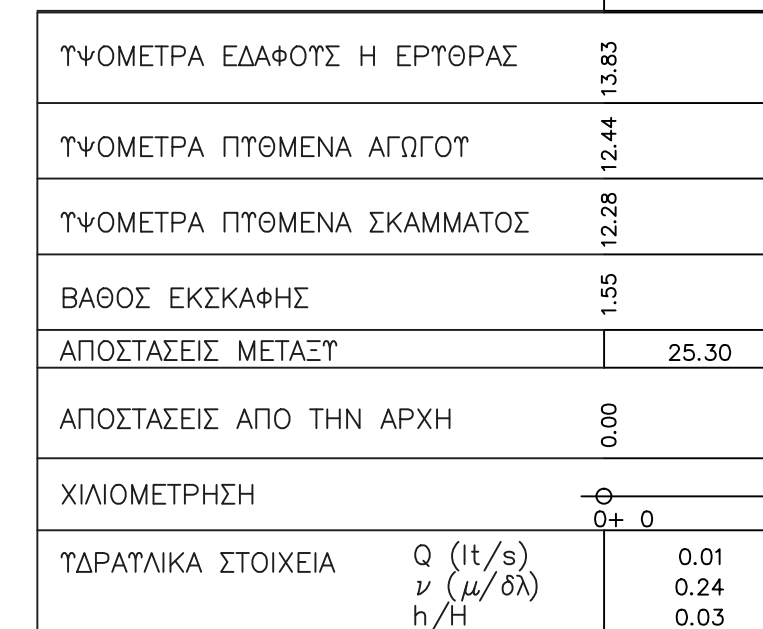 ΥΨΟΜΕΤΡΑ ΕΔΑΦΟΥΣ Η ΕΡΥΘΡΑΣ 13.83
ΥΨΟΜΕΤΡΑ ΠΥΘΜΕΝΑ ΑΓΩΓΟΥ 12.44
ΥΨΟΜΕΤΡΑ ΠΥΘΜΕΝΑ ΣΚΑΜΜΑΤΟΣ 12.28
ΒΑΘΟΣ ΕΚΣΚΑΦΗΣ 1.55
ΑΠΟΣΤΑΣΕΙΣ ΜΕΤΑΞΥ 25.30
ΑΠΟΣΤΑΣΕΙΣ ΑΠΟ ΤΗΝ ΑΡΧΗ 0.00
ΧΙΛΙΟΜΕΤΡΗΣΗ
0+ 0
ΥΔΡΑΥΛΙΚΑ ΣΤΟΙΧΕΙΑ Q (lt/s) 0.01
ν (μ/δλ) 0.24
h/H 0.03